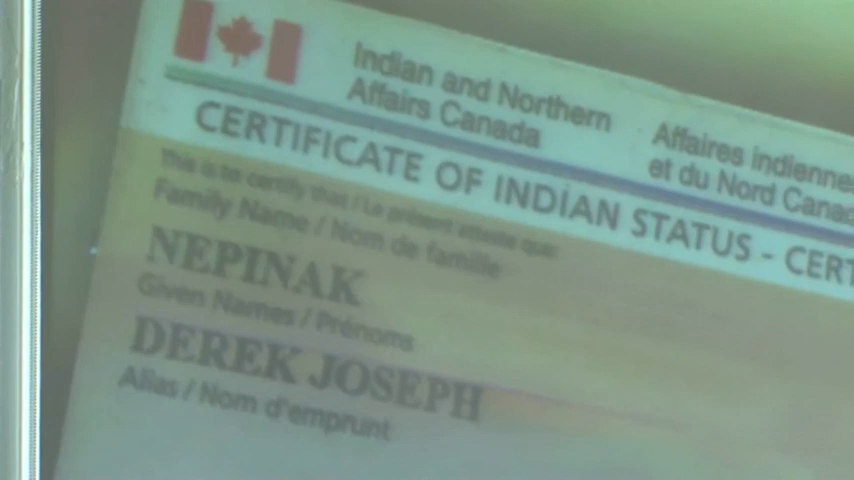 Indian and Northern
Affairs Canada
Affaires indienne
et du Nord Canad
CERTIFICATE OF INDIAN STATUS - CERT
This is to certify that / Le présent atteste que
Family Name / Nom de famille
NEPINAK
Given Names / Prénoms
DEREK JOSEPH
Alias / Nom d'emprunt